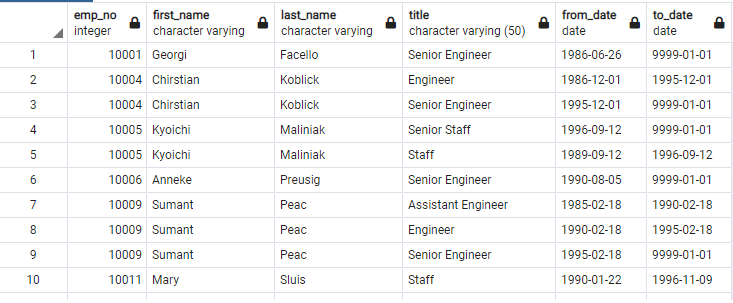 emp_no first_name last_name title from_date to_date
integer character varying character varying character varying (50) date date
1 10001 Georgi Facello Senior Engineer 1986-06-26 9999-01-01
2 10004 Chirstian Koblick Engineer 1986-12-01 1995-12-01
3 10004 Chirstian Koblick Senior Engineer 1995-12-01 9999-01-01
4 10005 Kyoichi Maliniak Senior Staff 1996-09-12 9999-01-01
5 10005 Kyoichi Maliniak Staff 1989-09-12 1996-09-12
6 10006 Anneke Preusig Senior Engineer 1990-08-05 9999-01-01
7 10009 Sumant Peac Assistant Engineer 1985-02-18 1990-02-18
8 10009 Sumant Peac Engineer 1990-02-18 1995-02-18
9 10009 Sumant Peac Senior Engineer 1995-02-18 9999-01-01
10 10011 Mary Sluis Staff 1990-01-22 1996-11-09